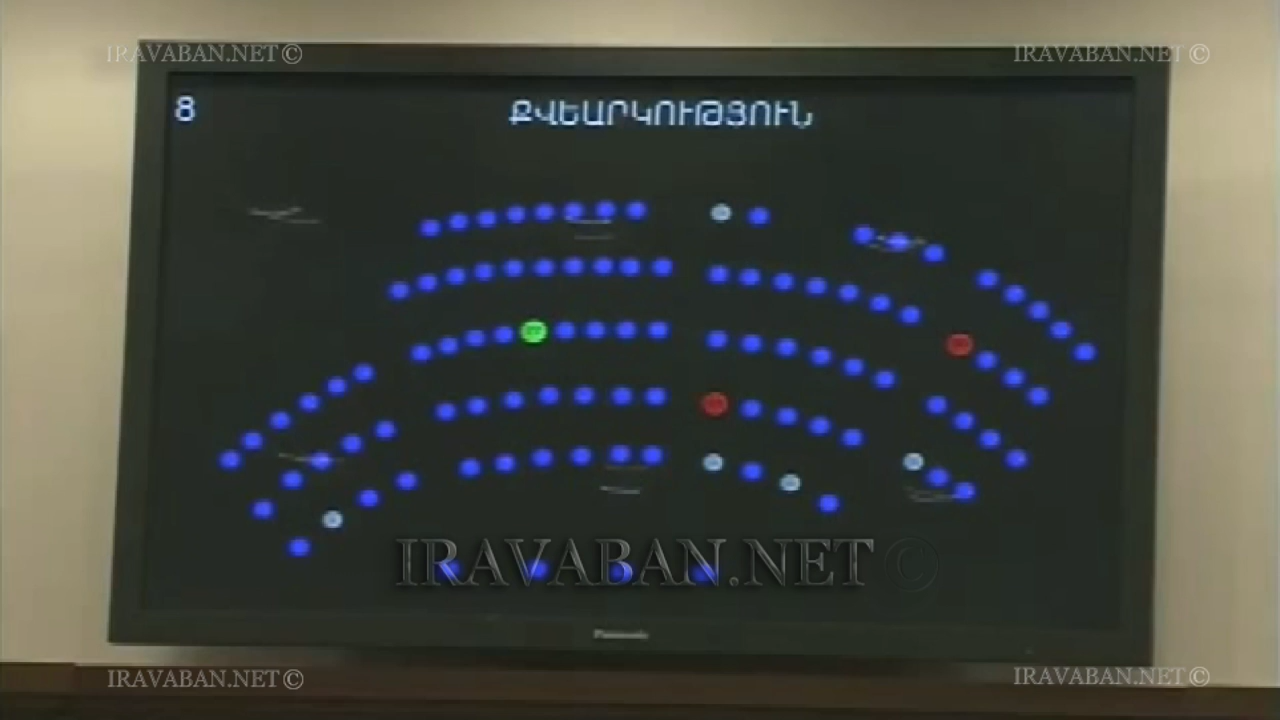 IRAVABAN.NET©
IRAVABAN.NET©
8
ՔՎԵԱՐԿՈՒԹՅՈՒՆ
IRAVABAN.NET©
Panasonic
IRAVABAN.NET©
IRAVABAN.NET©